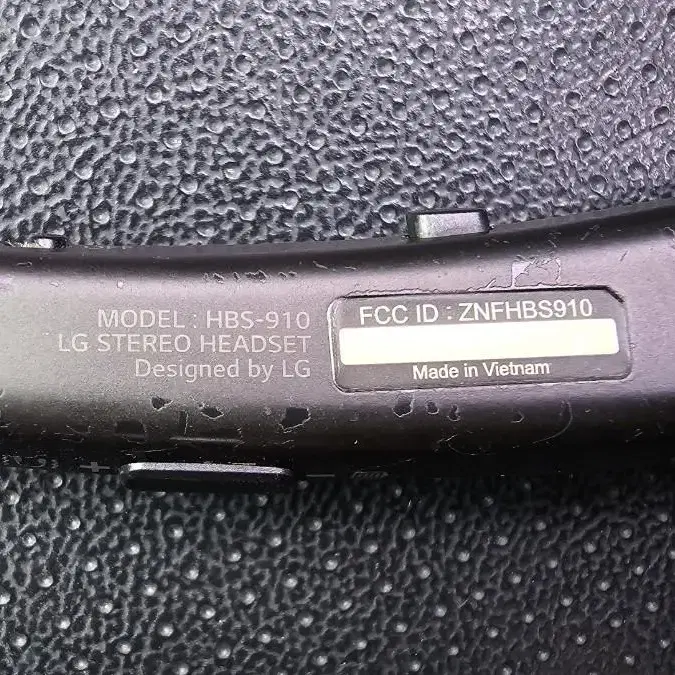 MODEL : HBS-910
LG STEREO HEADSET
Designed by LG
FCC ID : ZNFHBS910
Made in Vietnam
+ −